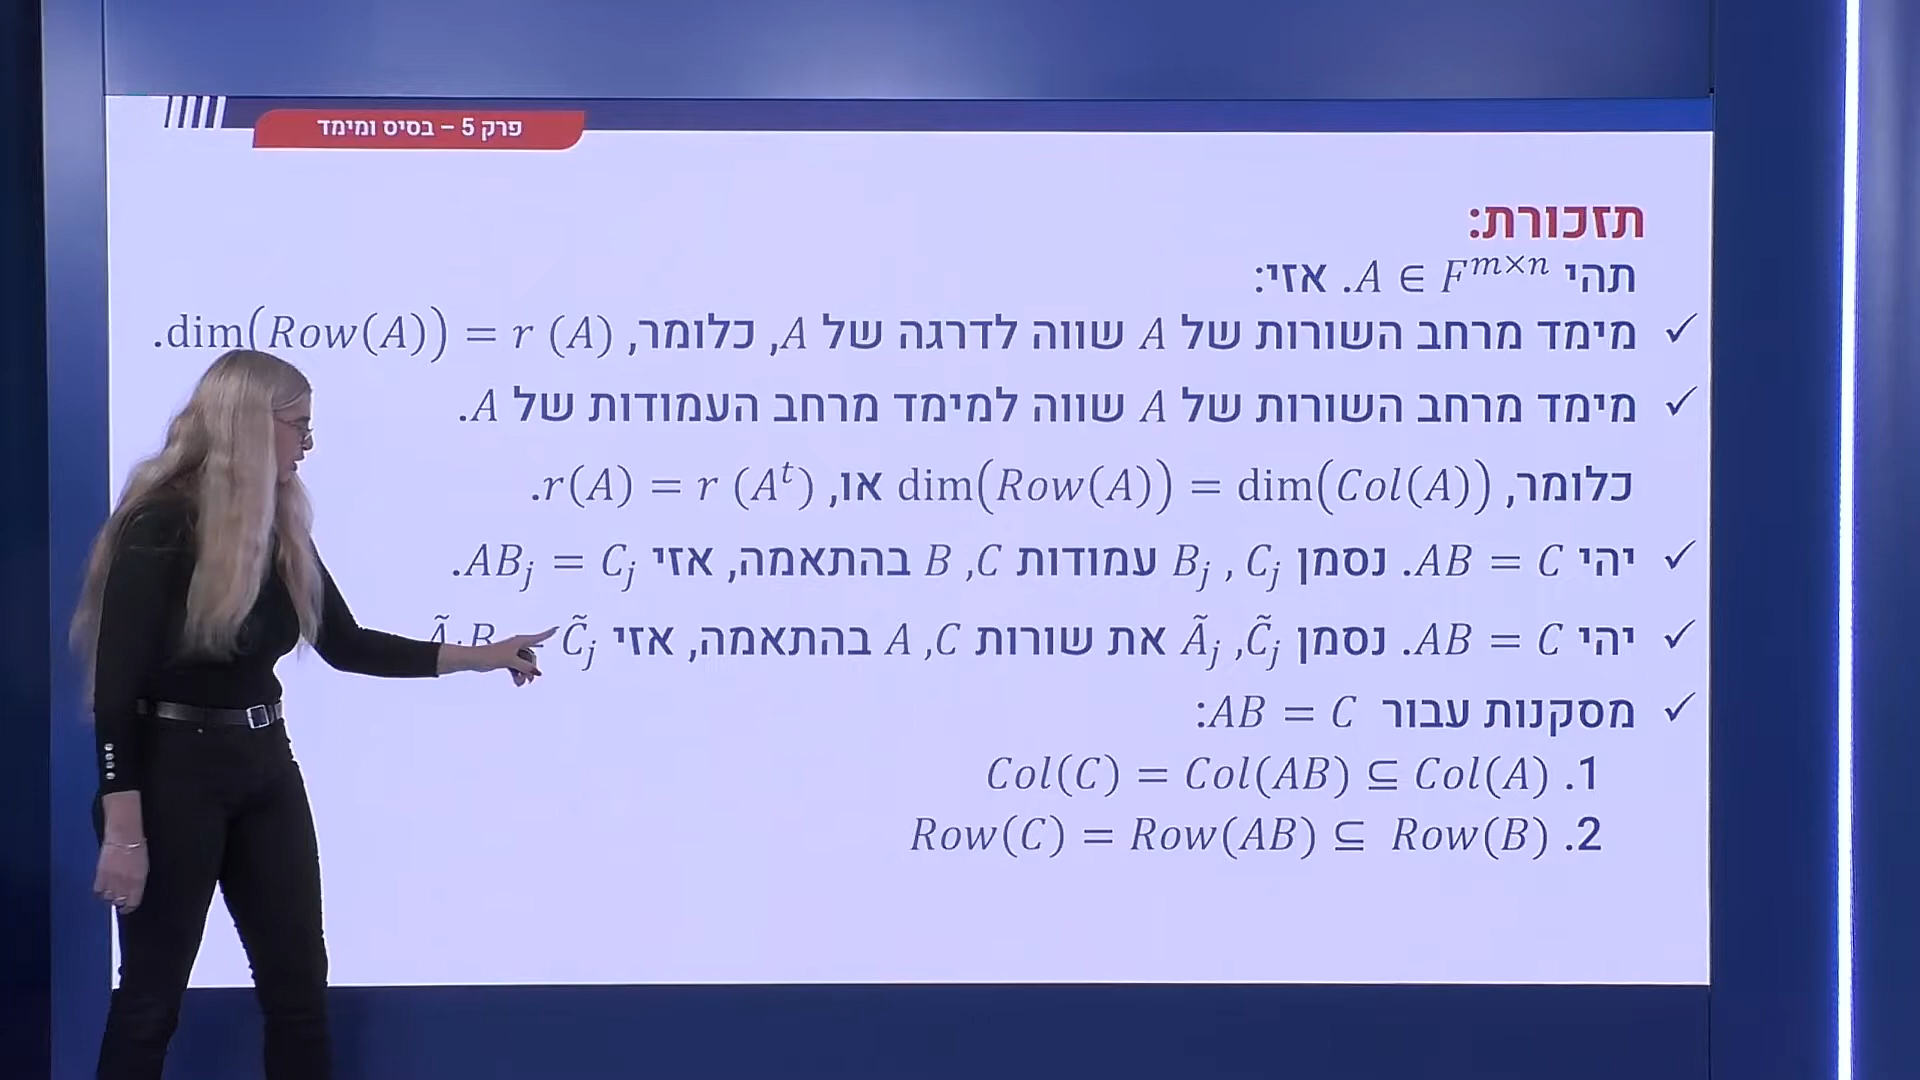 פרק 5 – בסיס ומימד
תזכורת:
תהי A ∈ F^{m×n}. אזי:
✓ מימד מרחב השורות של A שווה לדרגה של A, כלומר, dim(Row(A)) = r (A).
✓ מימד מרחב השורות של A שווה למימד מרחב העמודות של A.
כלומר, dim(Row(A)) = dim(Col(A)) או, r(A) = r (A^t).
✓ יהי AB = C. נסמן B_j , C_j עמודות B ,C בהתאמה, אזי AB_j = C_j.
✓ יהי AB = C. נסמן Ã_j ,C̃_j את שורות A ,C בהתאמה, אזי C̃_j
✓ מסקנות עבור AB = C:
1. Col(C) = Col(AB) ⊆ Col(A)
2. Row(C) = Row(AB) ⊆ Row(B)